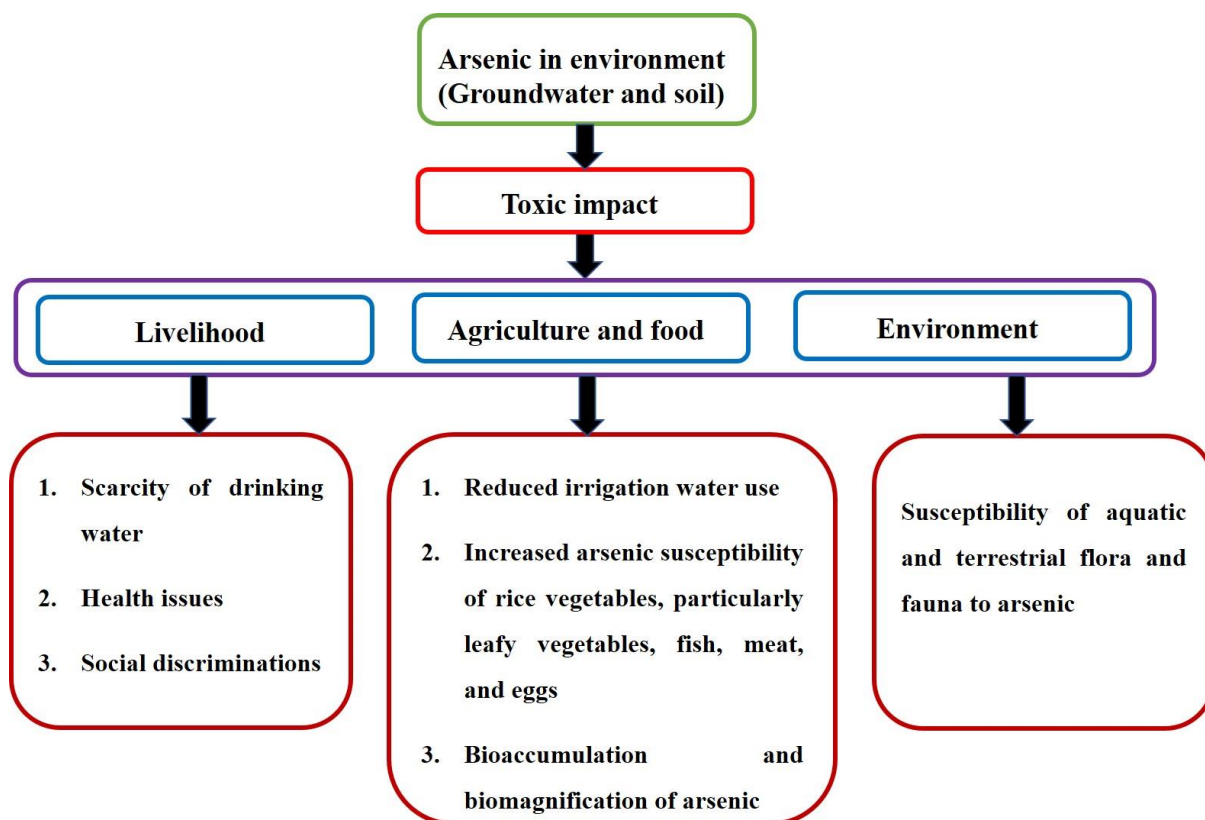 Arsenic in environment
(Groundwater and soil)
Toxic impact
Livelihood
Agriculture and food
Environment
1. Scarcity of drinking
water
2. Health issues
3. Social discriminations
1. Reduced irrigation water use
2. Increased arsenic susceptibility
of rice vegetables, particularly
leafy vegetables, fish, meat,
and eggs
3. Bioaccumulation and
biomagnification of arsenic
Susceptibility of aquatic
and terrestrial flora and
fauna to arsenic